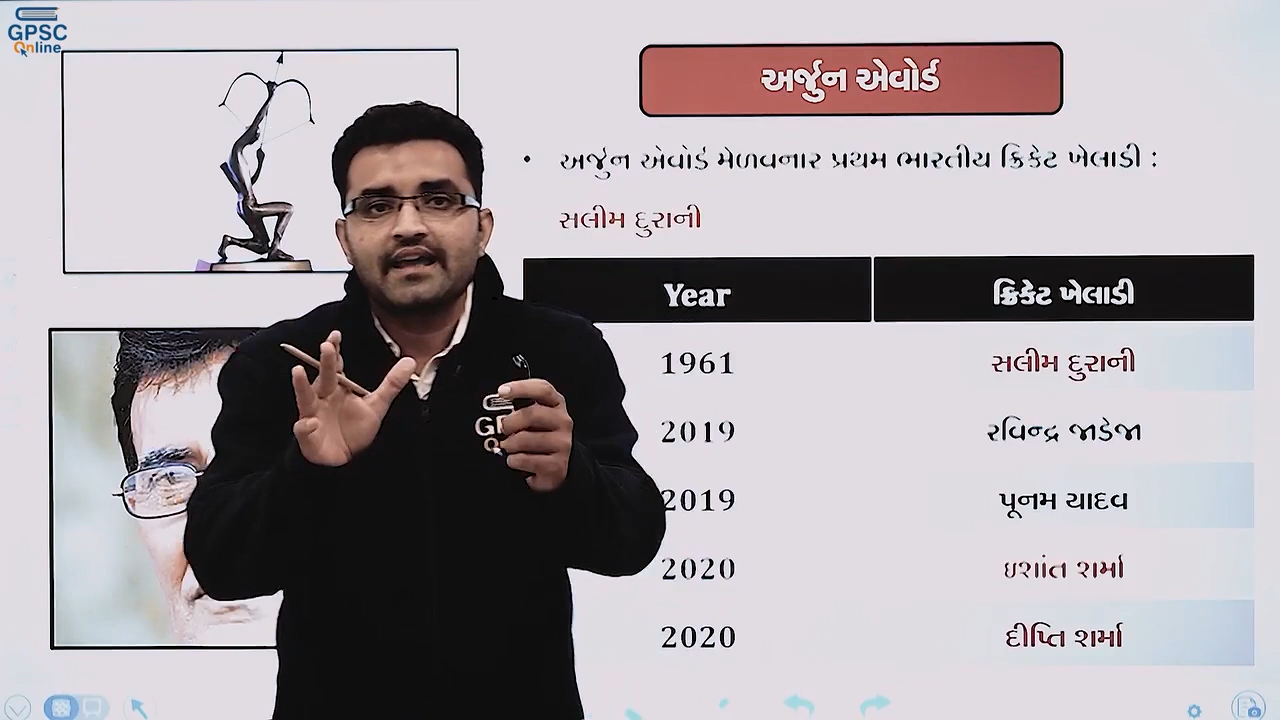 GPSC
Online
અર્જુન એવોર્ડ
• અર્જુન એવોર્ડ મેળવનાર પ્રથમ ભારતીય ક્રિકેટ ખેલાડી :
સલીમ દુરાની
Year ક્રિકેટ ખેલાડી
1961 સલીમ દુરાની
2019 રવિન્દ્ર જાડેજા
2019 પૂનમ યાદવ
2020 ઇશાંત શર્મા
2020 દીપ્તિ શર્મા